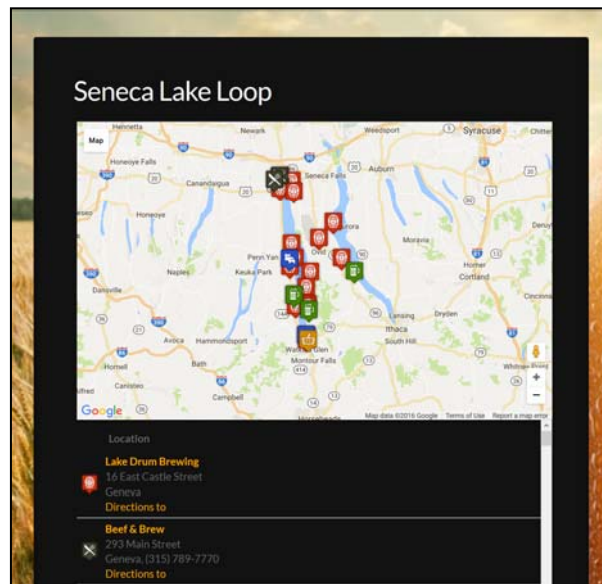 Seneca Lake Loop
Henrietta
Newark
Weedsport
Syracuse
Map
Honeoye Falls
Canandaigua
Seneca Falls
Auburn
Honeoye
Aurora
Penn Yan
Ovid
Moravia
Naples
Keuka Park
Homer
Cortland
Dansville
Lansing
Dryden
Ithaca
South Hill
Avoca
Hammondsport
Watkins Glen
Montour Falls
Hornell
Bath
Canisteo
Campbell
Horseheads
Google
Map data ©2016 Google
Terms of Use
Report a map error
Location
Lake Drum Brewing
16 East Castle Street
Geneva
Directions to
Beef & Brew
293 Main Street
Geneva, (315) 789-7770
Directions to